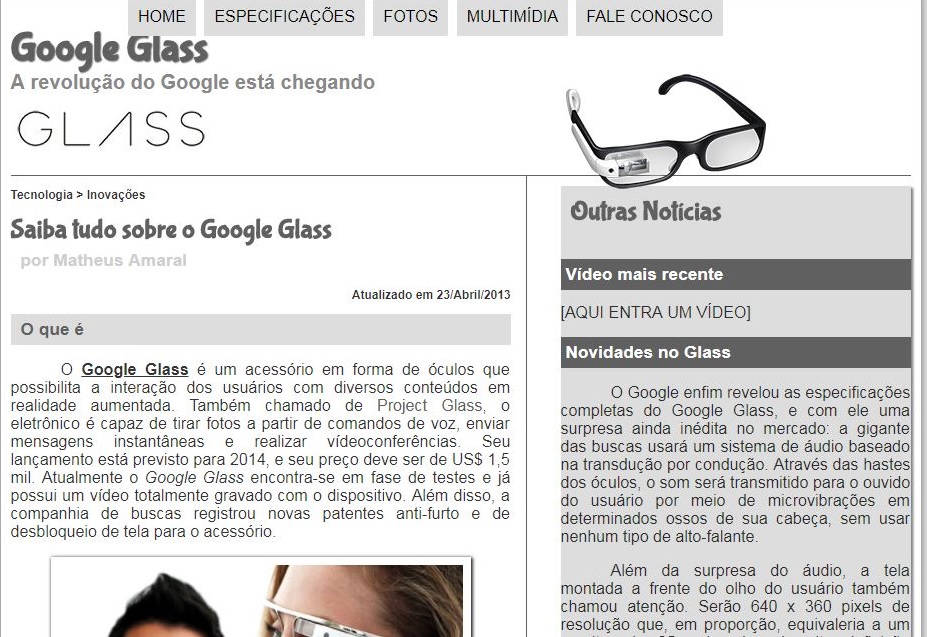 HOME ESPECIFICAÇÕES FOTOS MULTIMÍDIA FALE CONOSCO
Google Glass
A revolução do Google está chegando
GLASS
Tecnologia > Inovações
Saiba tudo sobre o Google Glass
por Matheus Amaral
Atualizado em 23/Abril/2013
O que é
O Google Glass é um acessório em forma de óculos que
possibilita a interação dos usuários com diversos conteúdos em
realidade aumentada. Também chamado de Project Glass, o
eletrônico é capaz de tirar fotos a partir de comandos de voz, enviar
mensagens instantâneas e realizar vídeoconferências. Seu
lançamento está previsto para 2014, e seu preço deve ser de US$ 1,5
mil. Atualmente o Google Glass encontra-se em fase de testes e já
possui um vídeo totalmente gravado com o dispositivo. Além disso, a
companhia de buscas registrou novas patentes anti-furto e de
desbloqueio de tela para o acessório.
Outras Notícias
Vídeo mais recente
[AQUI ENTRA UM VÍDEO]
Novidades no Glass
O Google enfim revelou as especificações
completas do Google Glass, e com ele uma
surpresa ainda inédita no mercado: a gigante
das buscas usará um sistema de áudio baseado
na transdução por condução. Através das hastes
dos óculos, o som será transmitido para o ouvido
do usuário por meio de microvibrações em
determinados ossos de sua cabeça, sem usar
nenhum tipo de alto-falante.
Além da surpresa do áudio, a tela
montada a frente do olho do usuário também
chamou atenção. Serão 640 x 360 pixels de
resolução que, em proporção, equivaleria a um